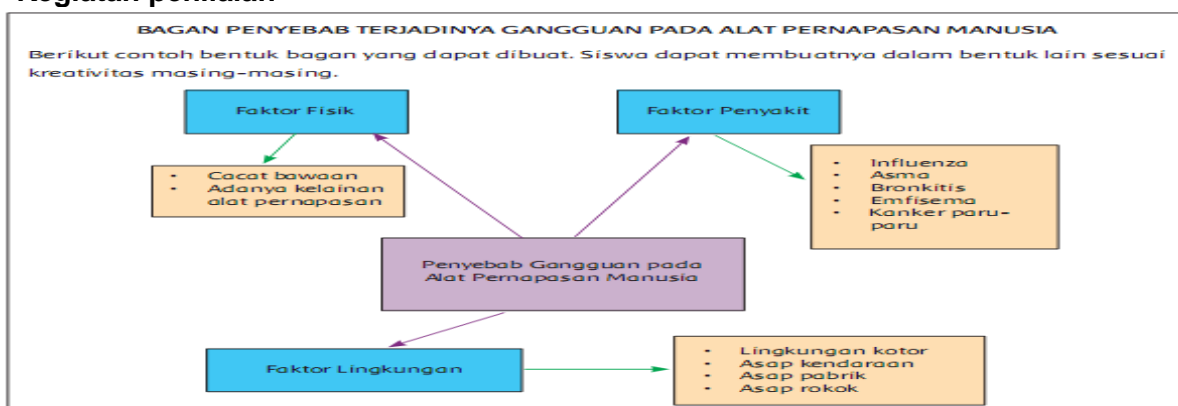 Kegiatan penilaian
BAGAN PENYEBAB TERJADINYA GANGGUAN PADA ALAT PERNAPASAN MANUSIA
Berikut contoh bentuk bagan yang dapat dibuat. Siswa dapat membuatnya dalam bentuk lain sesuai
kreativitas masing-masing.
Faktor Fisik
Faktor Penyakit
• Cacat bawaan
• Adanya kelainan
alat pernapasan
• Influenza
• Asma
• Bronkitis
• Emfisema
• Kanker paru-
paru
Penyebab Gangguan pada
Alat Pernapasan Manusia
Faktor Lingkungan
• Lingkungan kotor
• Asap kendaraan
• Asap pabrik
• Asap rokok